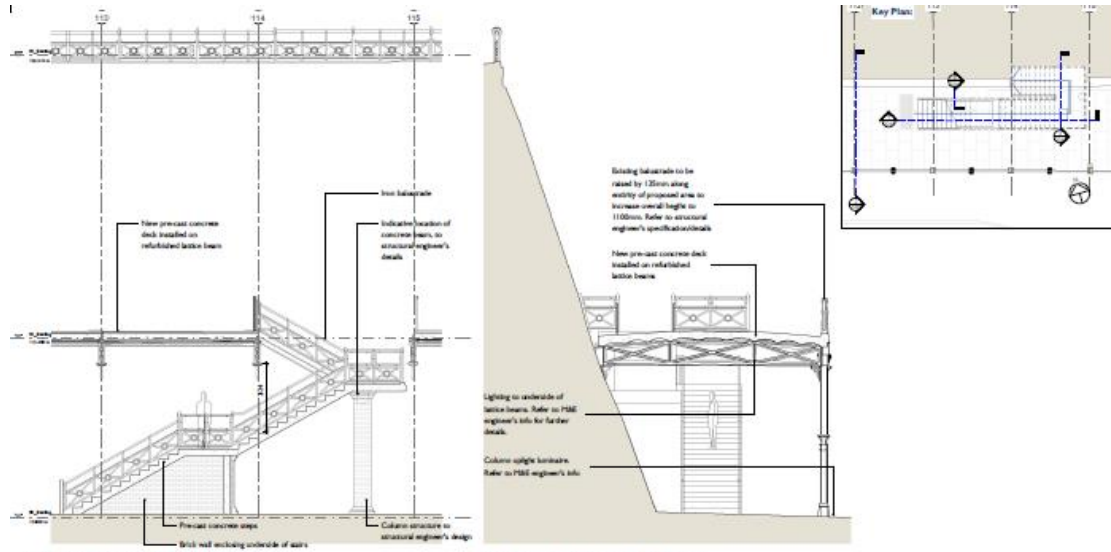 113
114
115
Key Plan:
Iron balustrade
New pre-cast concrete
deck installed on
refurbished lattice beam
Indicative location of
concrete beam, to
structural engineer's
details
Pre-cast concrete steps
Brick wall enclosing underside of stairs
Column structure to
structural engineer's design
Existing balustrade to be
raised by 125mm along
entirity of proposed area to
increase overall height to
1100mm. Refer to structural
engineer's specification/details
New pre-cast concrete deck
installed on refurbished
lattice beams
Lighting to underside of
lattice beams. Refer to M&E
engineer's info for further
details.
Column uplight luminaire.
Refer to M&E engineer's info